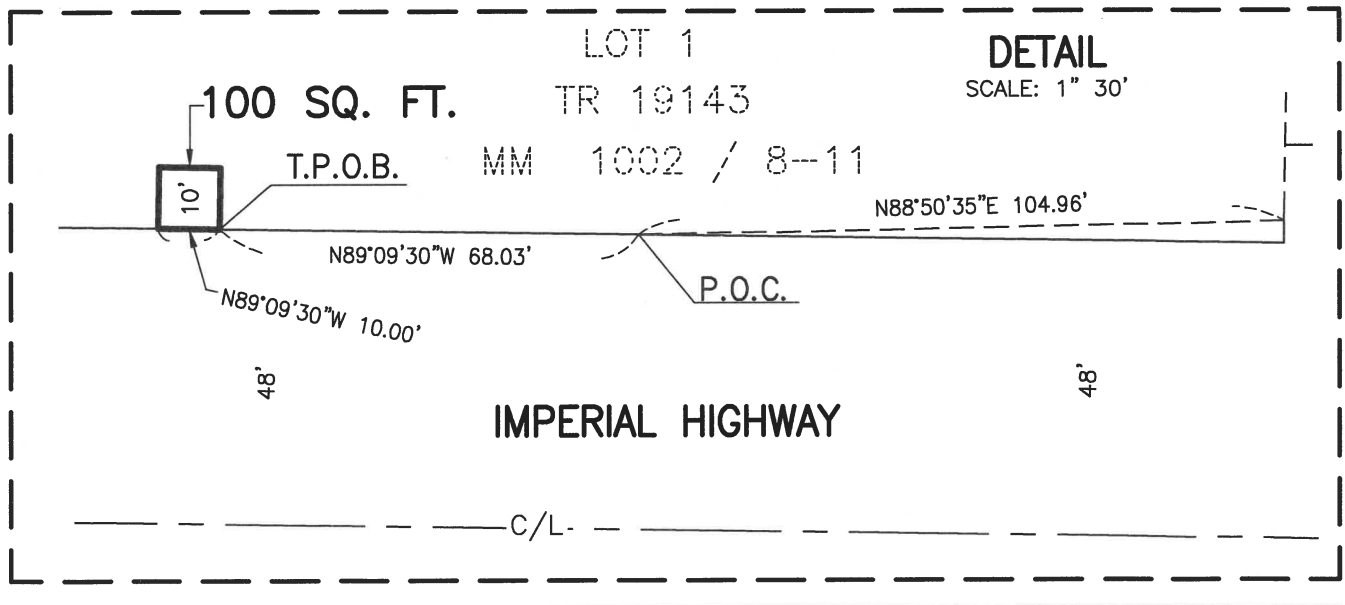 LOT 1
DETAIL
SCALE: 1" 30'
100 SQ. FT.
TR 19143
MM 1002 / 8--11
T.P.O.B.
10'
N88°50'35"E 104.96'
N89°09'30"W 68.03'
P.O.C.
N89°09'30"W 10.00'
48'
48'
IMPERIAL HIGHWAY
C/L